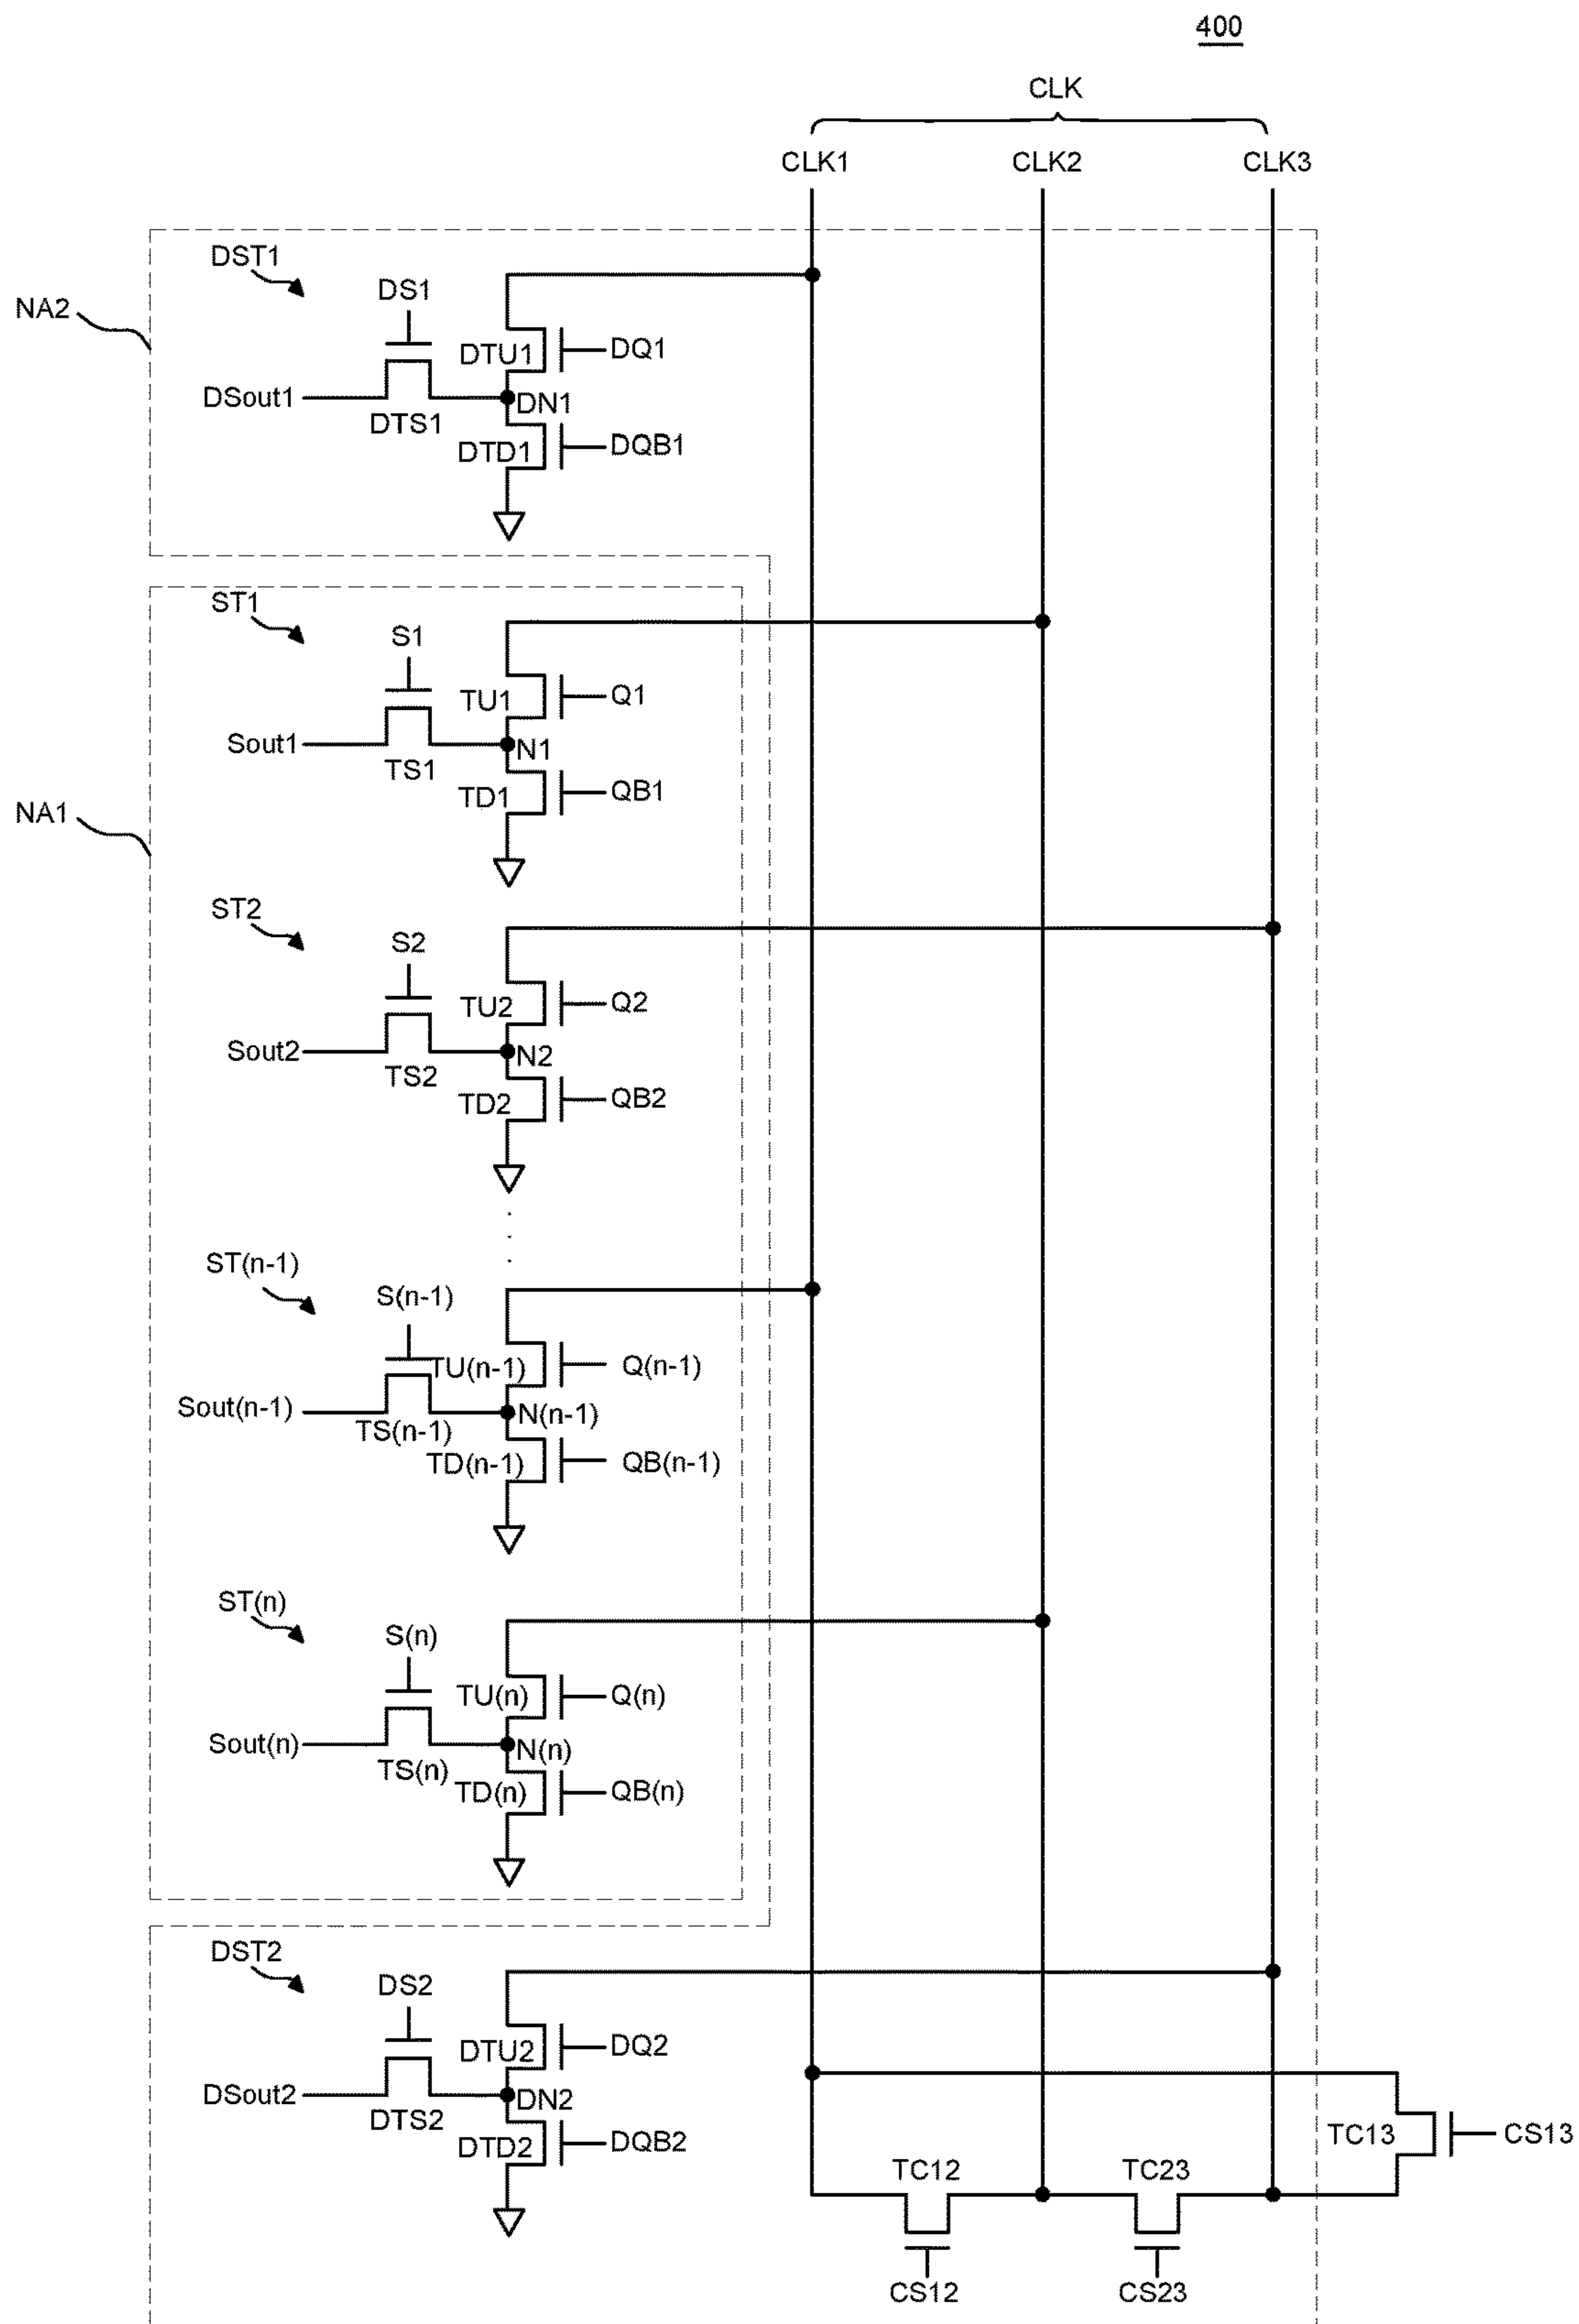 400
CLK
CLK1 CLK2 CLK3
DST1
DS1
NA2
DTU1 DQ1
DSout1 DN1
DTS1
DTD1 DQB1
ST1
S1
TU1 Q1
Sout1 N1
TS1
TD1 QB1
NA1
ST2
S2
TU2 Q2
Sout2 N2
TS2
TD2 QB2
ST(n-1)
S(n-1)
TU(n-1) Q(n-1)
Sout(n-1) N(n-1)
TS(n-1)
TD(n-1) QB(n-1)
ST(n)
S(n)
TU(n) Q(n)
Sout(n) N(n)
TS(n)
TD(n) QB(n)
DST2
DS2
DTU2 DQ2
DSout2 DN2
DTS2
DTD2 DQB2
TC13 CS13
TC12 TC23
CS12 CS23